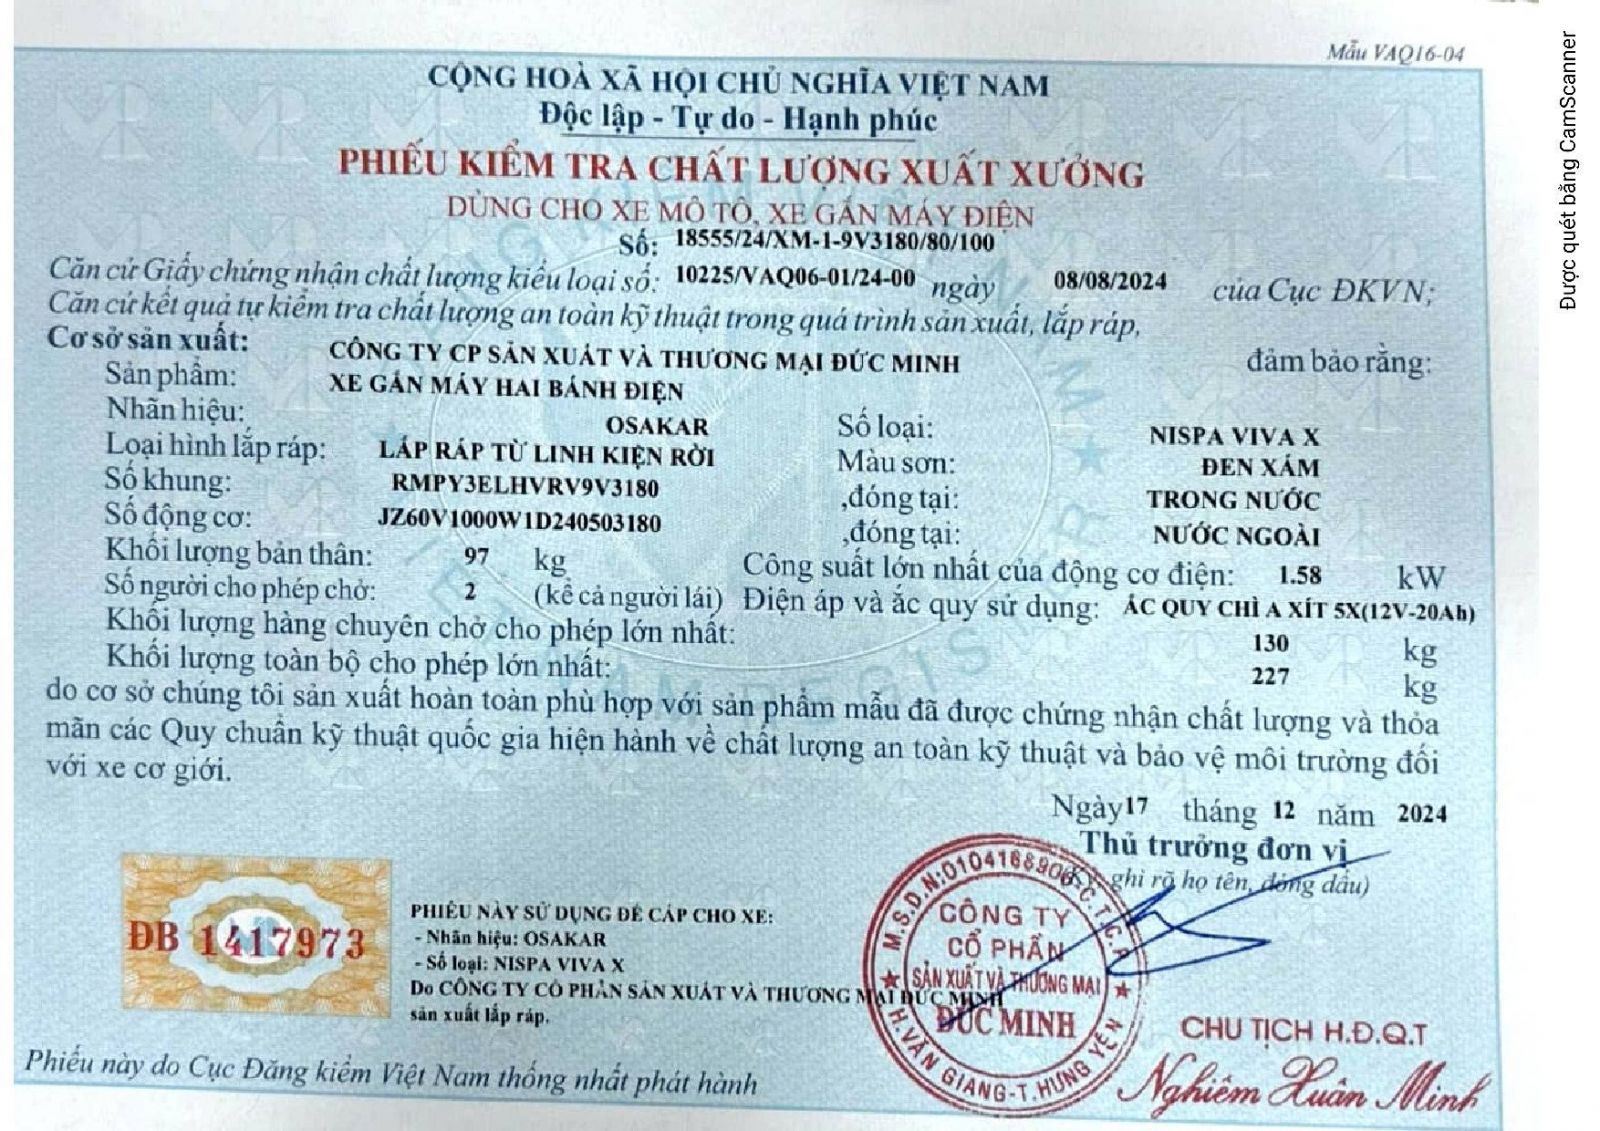 Mẫu VAQ16-04
CỘNG HOÀ XÃ HỘI CHỦ NGHĨA VIỆT NAM
Độc lập - Tự do - Hạnh phúc
PHIẾU KIỂM TRA CHẤT LƯỢNG XUẤT XƯỞNG
DÙNG CHO XE MÔ TÔ, XE GẮN MÁY ĐIỆN
Số: 18555/24/XM-1-9V3180/80/100
Căn cứ Giấy chứng nhận chất lượng kiểu loại số: 10225/VAQ06-01/24-00 ngày 08/08/2024 của Cục ĐKVN;
Căn cứ kết quả tự kiểm tra chất lượng an toàn kỹ thuật trong quá trình sản xuất, lắp ráp,
Cơ sở sản xuất: CÔNG TY CP SẢN XUẤT VÀ THƯƠNG MẠI ĐỨC MINH đảm bảo rằng:
Sản phẩm: XE GẮN MÁY HAI BÁNH ĐIỆN
Nhãn hiệu: OSAKAR Số loại: NISPA VIVA X
Loại hình lắp ráp: LẮP RÁP TỪ LINH KIỆN RỜI Màu sơn: ĐEN XÁM
Số khung: RMPY3ELHVRV9V3180 ,đóng tại: TRONG NƯỚC
Số động cơ: JZ60V1000W1D240503180 ,đóng tại: NƯỚC NGOÀI
Khối lượng bản thân: 97 kg Công suất lớn nhất của động cơ điện: 1.58 kW
Số người cho phép chở: 2 (kể cả người lái) Điện áp và ắc quy sử dụng: ẮC QUY CHÌ A XÍT 5X(12V-20Ah)
Khối lượng hàng chuyên chở cho phép lớn nhất: 130 kg
Khối lượng toàn bộ cho phép lớn nhất: 227 kg
do cơ sở chúng tôi sản xuất hoàn toàn phù hợp với sản phẩm mẫu đã được chứng nhận chất lượng và thỏa
mãn các Quy chuẩn kỹ thuật quốc gia hiện hành về chất lượng an toàn kỹ thuật và bảo vệ môi trường đối
với xe cơ giới.
Ngày 17 tháng 12 năm 2024
Thủ trưởng đơn vị
ghi rõ họ tên, đóng dấu)
ĐB 1417973
PHIẾU NÀY SỬ DỤNG ĐỂ CẤP CHO XE:
- Nhãn hiệu: OSAKAR
- Số loại: NISPA VIVA X
Do CÔNG TY CỔ PHẦN SẢN XUẤT VÀ THƯƠNG MẠI ĐỨC MINH
sản xuất lắp ráp.
M.S.D.N:0104168900-C.T.C.P
CÔNG TY
CỔ PHẦN
SẢN XUẤT VÀ THƯƠNG MẠI
ĐỨC MINH
H.VĂN GIANG-T.HƯNG YÊN
CHU TỊCH H.Đ.Q.T
Nghiêm Xuân Minh
Phiếu này do Cục Đăng kiểm Việt Nam thống nhất phát hành
Được quét bằng CamScanner